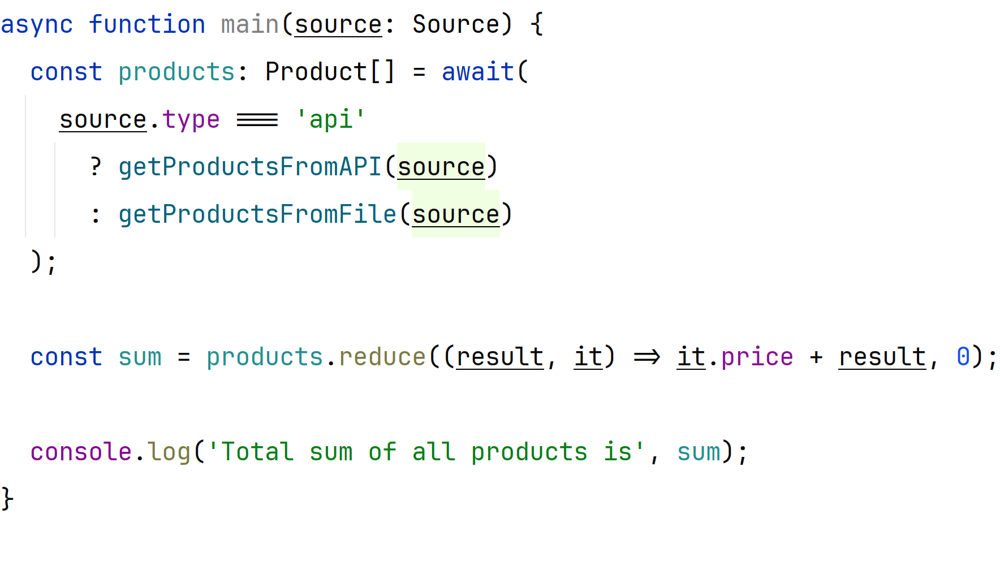 async function main(source: Source) {
  const products: Product[] = await(
    source.type === 'api'
      ? getProductsFromAPI(source)
      : getProductsFromFile(source)
  );

  const sum = products.reduce((result, it) => it.price + result, 0);

  console.log('Total sum of all products is', sum);
}